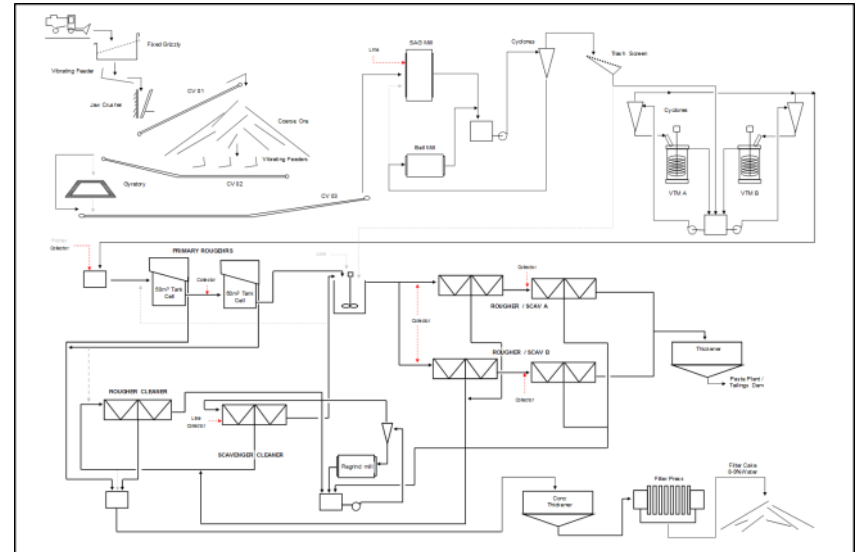 Fixed Grizzly
Vibrating Feeder
Jaw Crusher
CV 01
Coarse Ore
Vibrating Feeders
Gyratory
CV 02
CV 03
SAG Mill
Lime
Ball Mill
Cyclones
Trash Screen
Cyclones
VTM A
VTM B
Collector
PRIMARY ROUGHERS
50m³ Tank
Cell
Collector
50m³ Tank
Cell
Collector
Collector
ROUGHER / SCAV A
ROUGHER / SCAV B
Collector
Thickener
Paste Plant /
Tailings Dam
ROUGHER CLEANER
Lime
Collector
SCAVENGER CLEANER
Regrind mill
Conc
Thickener
Filter Press
Filter Cake
8-9% Water